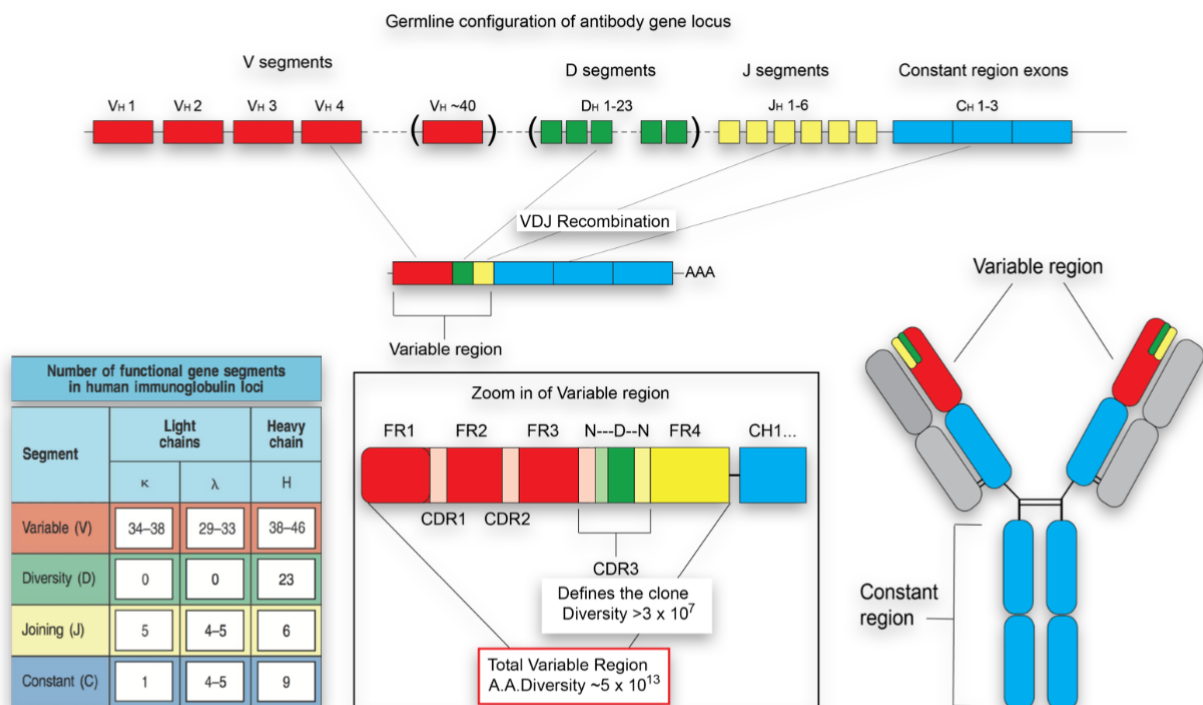 Germline configuration of antibody gene locus
V segments
D segments
J segments
Constant region exons
VH 1
VH 2
VH 3
VH 4
( VH ~40 )
( DH 1-23 )
JH 1-6
CH 1-3
VDJ Recombination
AAA
Variable region
Variable region
Number of functional gene segments
in human immunoglobulin loci
Segment
Light
chains
Heavy
chain
κ λ H
Variable (V) 34–38 29–33 38–46
Diversity (D) 0 0 23
Joining (J) 5 4–5 6
Constant (C) 1 4–5 9
Zoom in of Variable region
FR1 FR2 FR3 N---D--N FR4 CH1...
CDR1 CDR2
CDR3
Defines the clone
Diversity >3 x 10⁷
Total Variable Region
A.A.Diversity ~5 x 10¹³
Constant
region